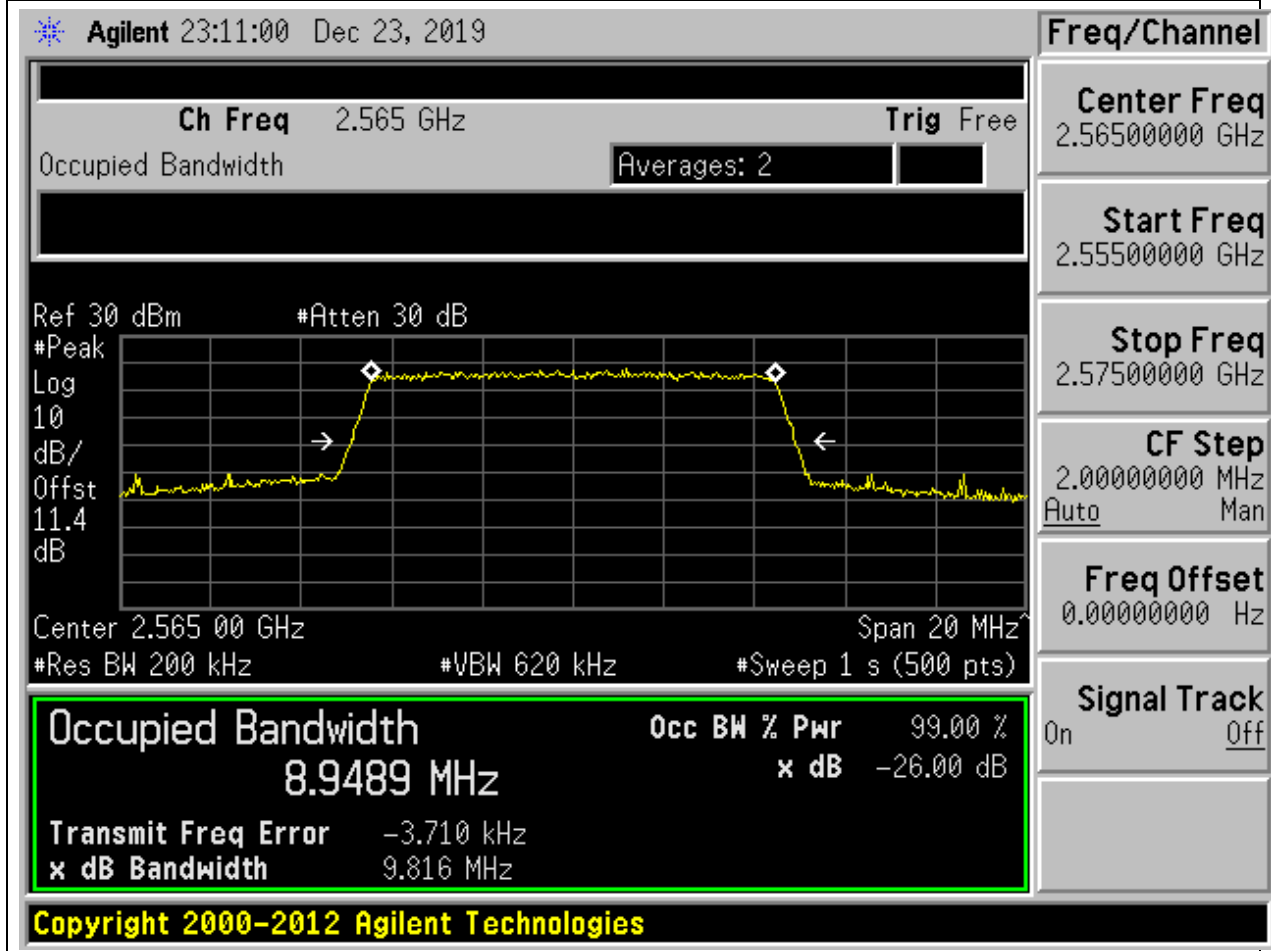 Agilent 23:11:00 Dec 23, 2019
Ch Freq 2.565 GHz Trig Free
Occupied Bandwidth Averages: 2
Ref 30 dBm #Atten 30 dB
#Peak
Log
10
dB/
Offst
11.4
dB
Center 2.565 00 GHz Span 20 MHz^
#Res BW 200 kHz #VBW 620 kHz #Sweep 1 s (500 pts)
Occupied Bandwidth Occ BW % Pwr 99.00 %
8.9489 MHz x dB -26.00 dB
Transmit Freq Error -3.710 kHz
x dB Bandwidth 9.816 MHz
Copyright 2000-2012 Agilent Technologies
Freq/Channel
Center Freq
2.56500000 GHz
Start Freq
2.55500000 GHz
Stop Freq
2.57500000 GHz
CF Step
2.00000000 MHz
Auto Man
Freq Offset
0.00000000 Hz
Signal Track
On Off